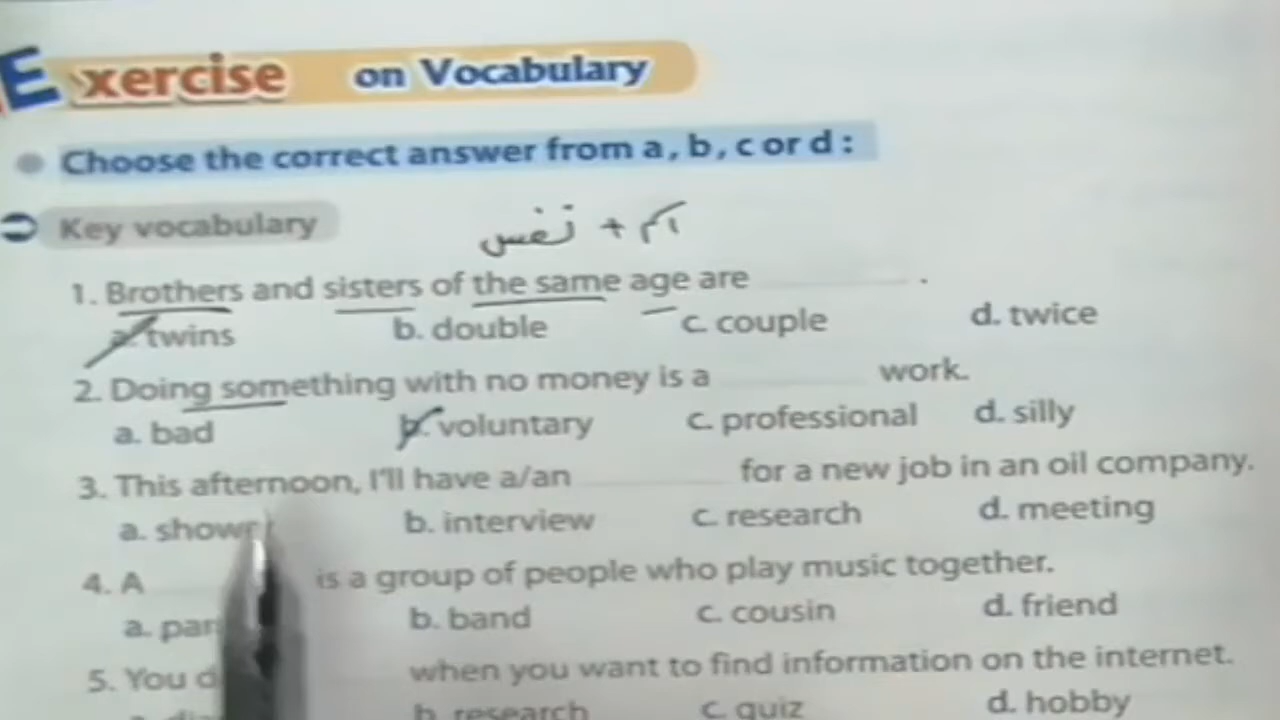 Exercise on Vocabulary
Choose the correct answer from a, b, c or d :
Key vocabulary
نفس +
1. Brothers and sisters of the same age are .
a. twins b. double c. couple d. twice
2. Doing something with no money is a work.
a. bad b. voluntary c. professional d. silly
3. This afternoon, I'll have a/an for a new job in an oil company.
a. shower b. interview c. research d. meeting
4. A is a group of people who play music together.
a. b. band c. cousin d. friend
5. You when you want to find information on the internet.
b. research c. quiz d. hobby